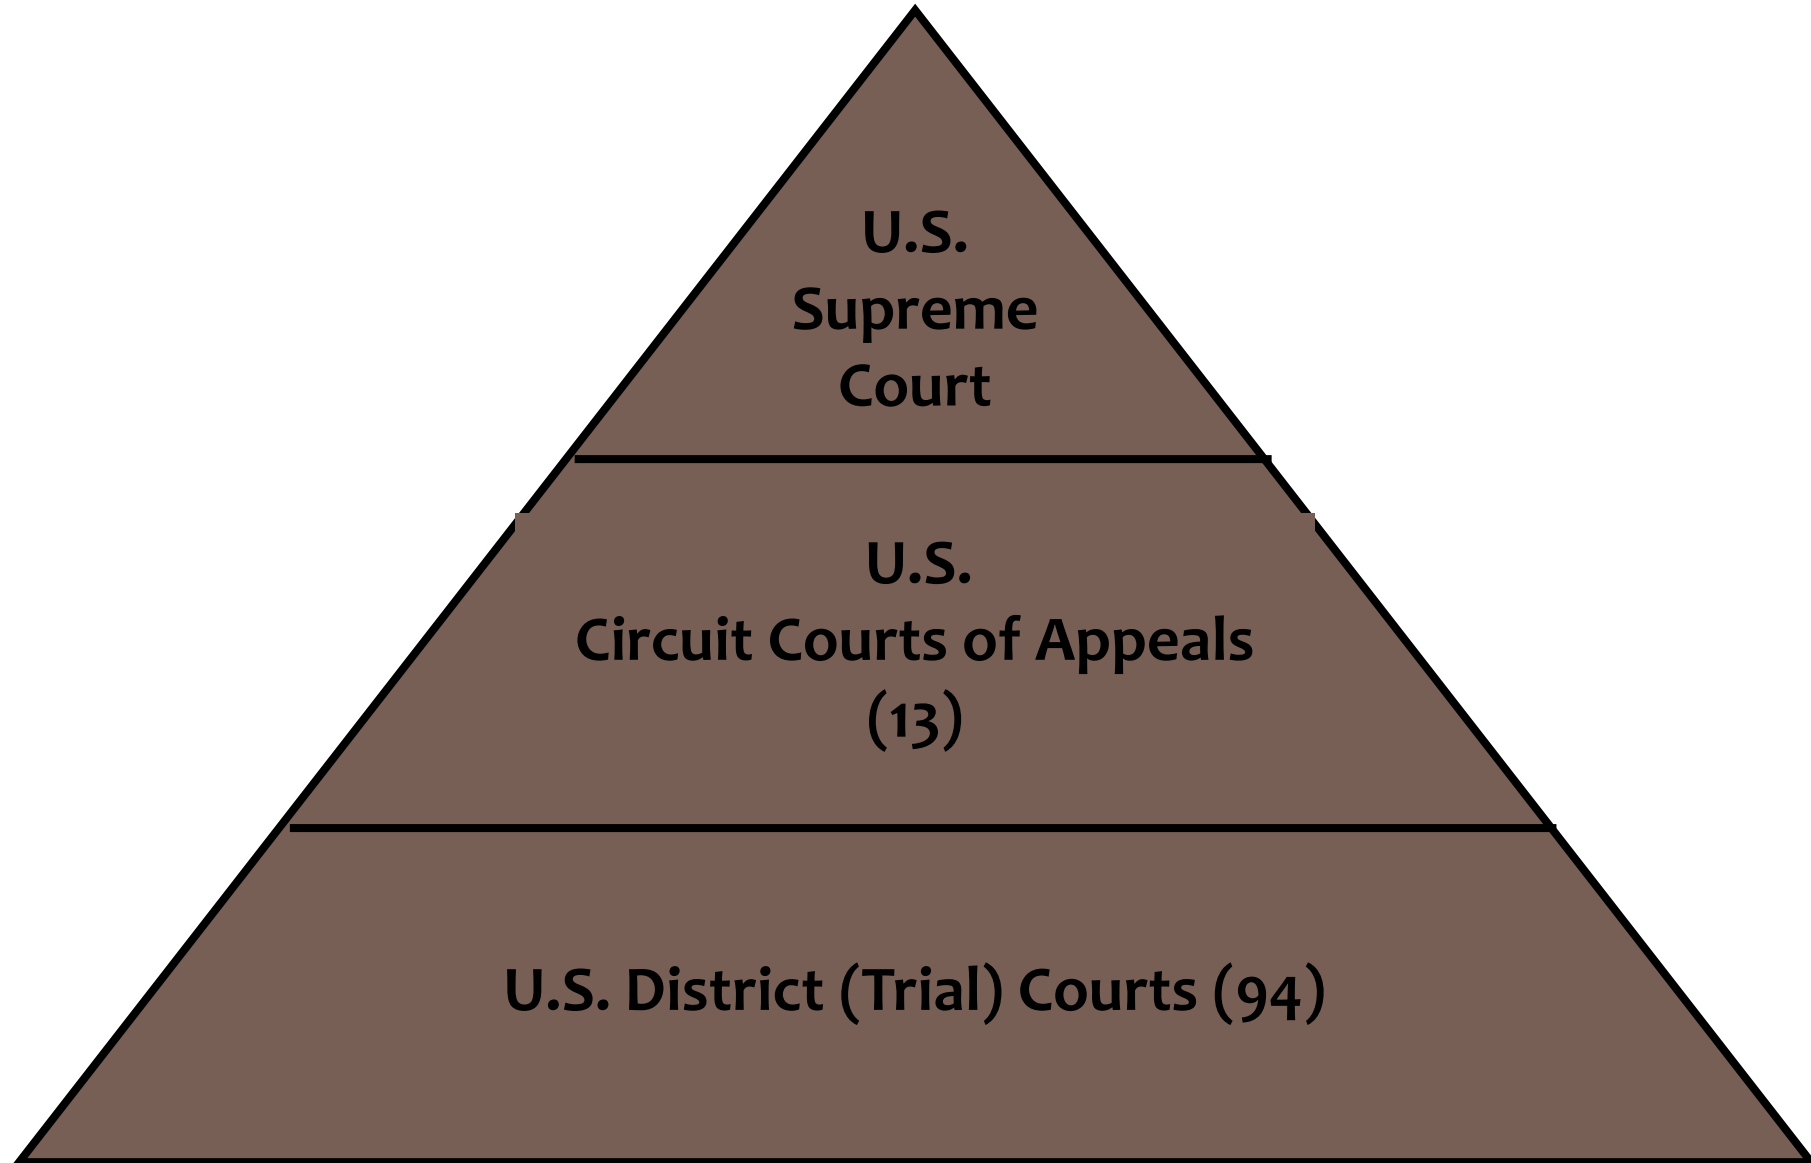 U.S.
Supreme
Court
U.S.
Circuit Courts of Appeals
(13)
U.S. District (Trial) Courts (94)